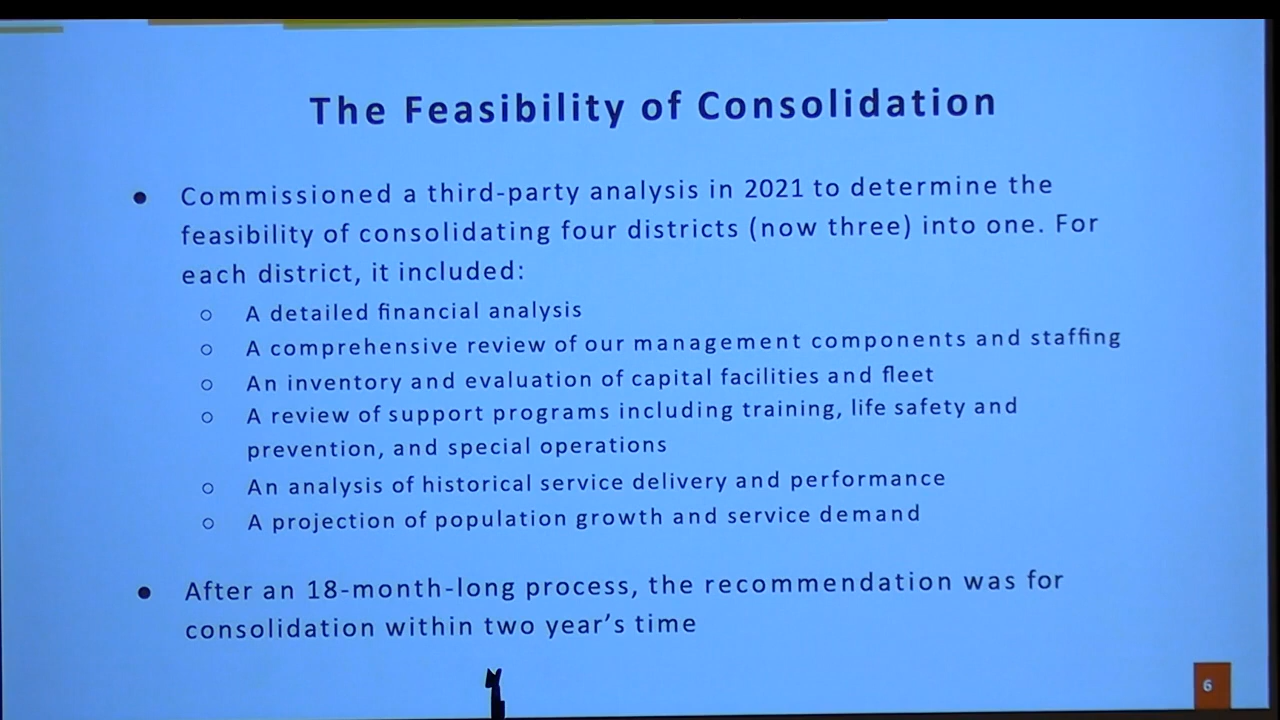 The Feasibility of Consolidation
● Commissioned a third-party analysis in 2021 to determine the
feasibility of consolidating four districts (now three) into one. For
each district, it included:
○ A detailed financial analysis
○ A comprehensive review of our management components and staffing
○ An inventory and evaluation of capital facilities and fleet
○ A review of support programs including training, life safety and
prevention, and special operations
○ An analysis of historical service delivery and performance
○ A projection of population growth and service demand
● After an 18-month-long process, the recommendation was for
consolidation within two year’s time
6